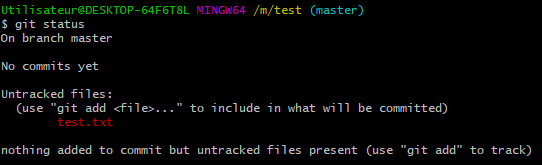 Utilisateur@DESKTOP-64F6T8L MINGW64 /m/test (master)
$ git status
On branch master
No commits yet
Untracked files:
(use "git add <file>..." to include in what will be committed)
test.txt
nothing added to commit but untracked files present (use "git add" to track)